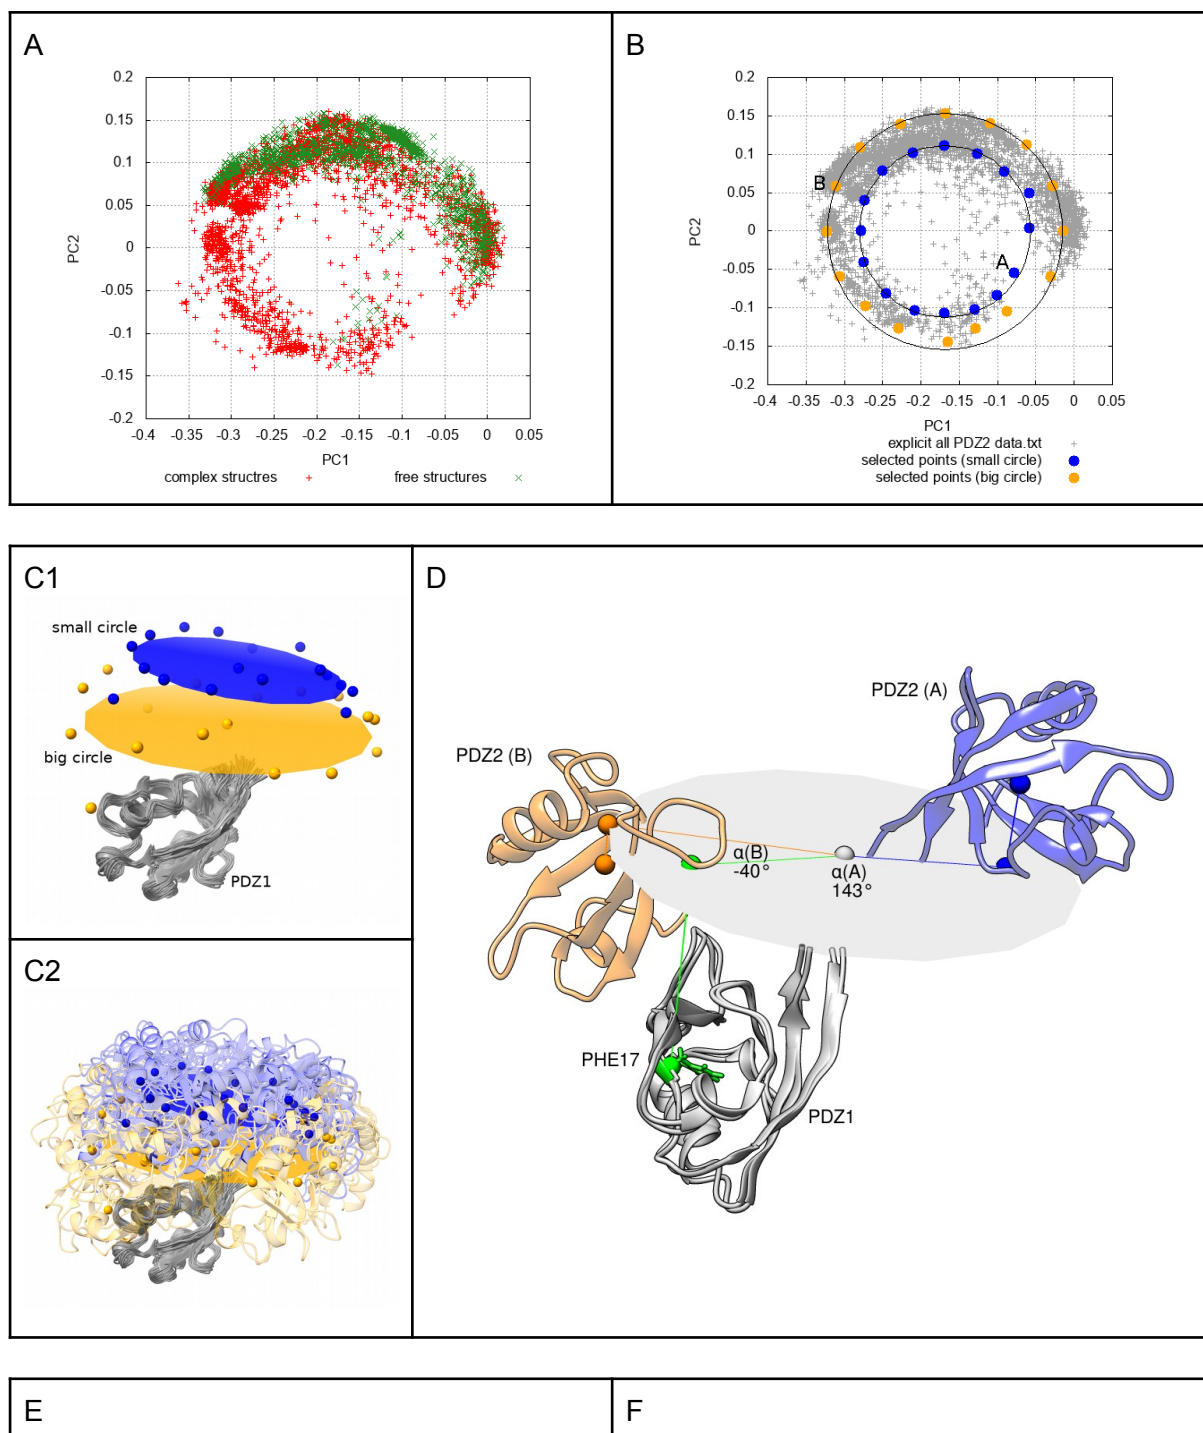 A
0.2
0.15
0.1
0.05
0
-0.05
-0.1
-0.15
-0.2
PC2
-0.4 -0.35 -0.3 -0.25 -0.2 -0.15 -0.1 -0.05 0 0.05
PC1
complex structres + free structures ×
B
0.2
0.15
0.1
0.05
0
-0.05
-0.1
-0.15
-0.2
PC2
B
A
-0.4 -0.35 -0.3 -0.25 -0.2 -0.15 -0.1 -0.05 0 0.05
PC1
explicit all PDZ2 data.txt
selected points (small circle)
selected points (big circle)
C1
small circle
big circle
PDZ1
C2
D
PDZ2 (A)
PDZ2 (B)
α(B)
-40°
α(A)
143°
PHE17
PDZ1
E
F